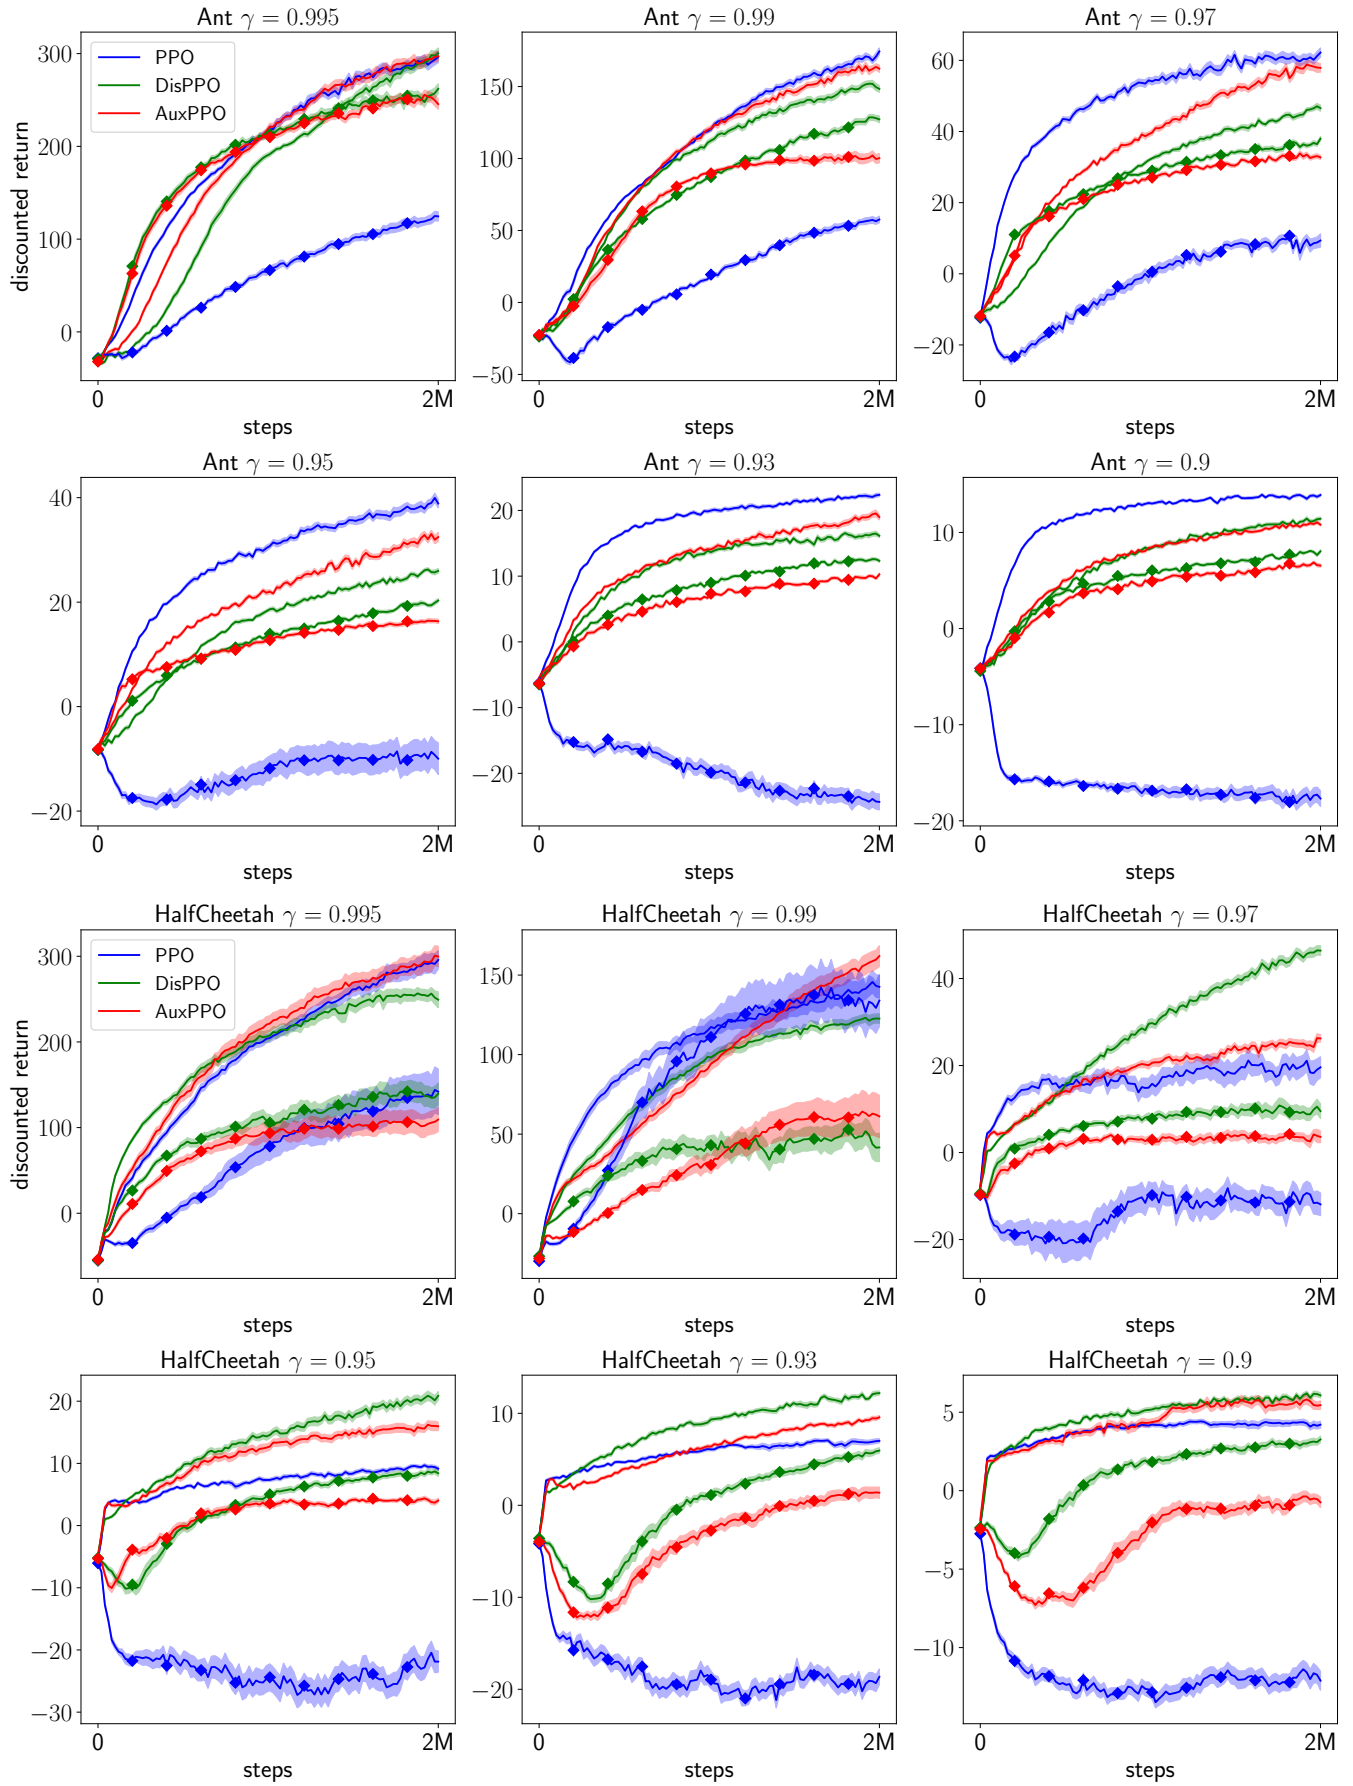 Ant γ = 0.995
Ant γ = 0.99
Ant γ = 0.97
PPO
DisPPO
AuxPPO
discounted return
300
200
100
0
150
100
50
0
−50
60
40
20
0
−20
0 2M
0 2M
0 2M
steps
steps
steps
Ant γ = 0.95
Ant γ = 0.93
Ant γ = 0.9
40
20
0
−20
20
10
0
−10
−20
10
0
−10
−20
0 2M
0 2M
0 2M
steps
steps
steps
HalfCheetah γ = 0.995
HalfCheetah γ = 0.99
HalfCheetah γ = 0.97
PPO
DisPPO
AuxPPO
discounted return
300
200
100
0
150
100
50
0
40
20
0
−20
0 2M
0 2M
0 2M
steps
steps
steps
HalfCheetah γ = 0.95
HalfCheetah γ = 0.93
HalfCheetah γ = 0.9
20
10
0
−10
−20
−30
10
0
−10
−20
5
0
−5
−10
0 2M
0 2M
0 2M
steps
steps
steps